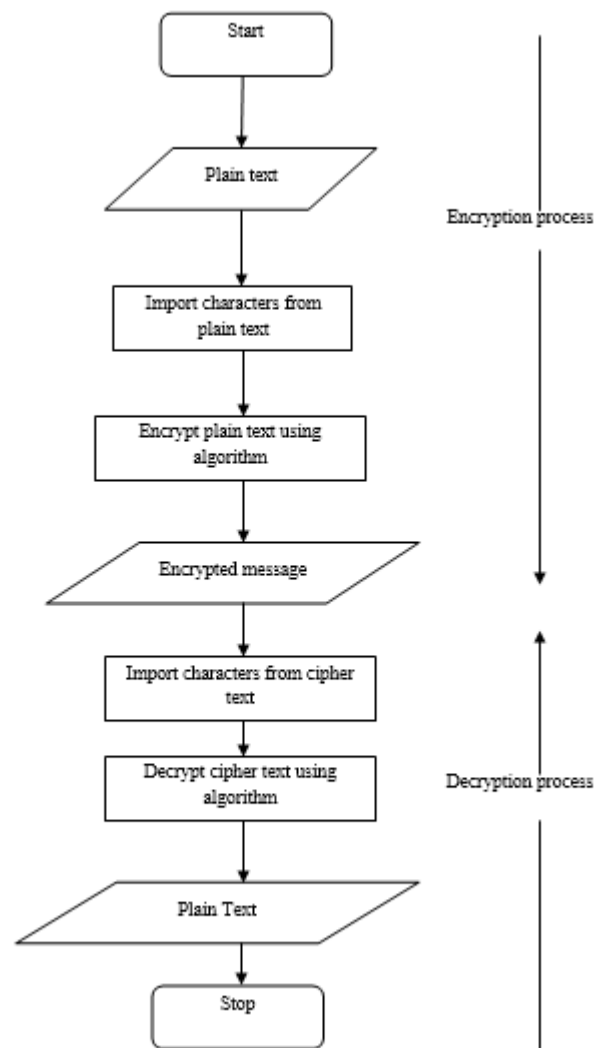 Start
Plain text
Encryption process
Import characters from
plain text
Encrypt plain text using
algorithm
Encrypted message
Import characters from cipher
text
Decrypt cipher text using
algorithm
Decryption process
Plain Text
Stop